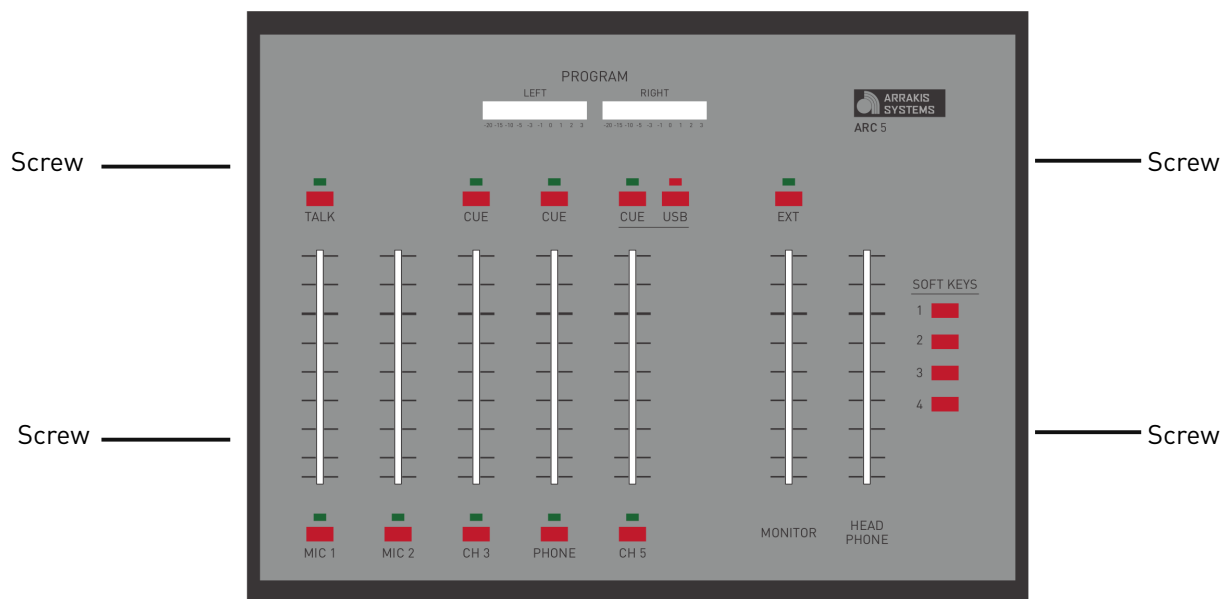 PROGRAM
LEFT RIGHT
-20 -15 -10 -5 -3 -1 0 1 2 3 -20 -15 -10 -5 -3 -1 0 1 2 3
ARRAKIS
SYSTEMS
ARC 5
Screw Screw
TALK CUE CUE CUE USB EXT
SOFT KEYS
1
2
3
4
Screw Screw
MIC 1 MIC 2 CH 3 PHONE CH 5 MONITOR HEAD
PHONE